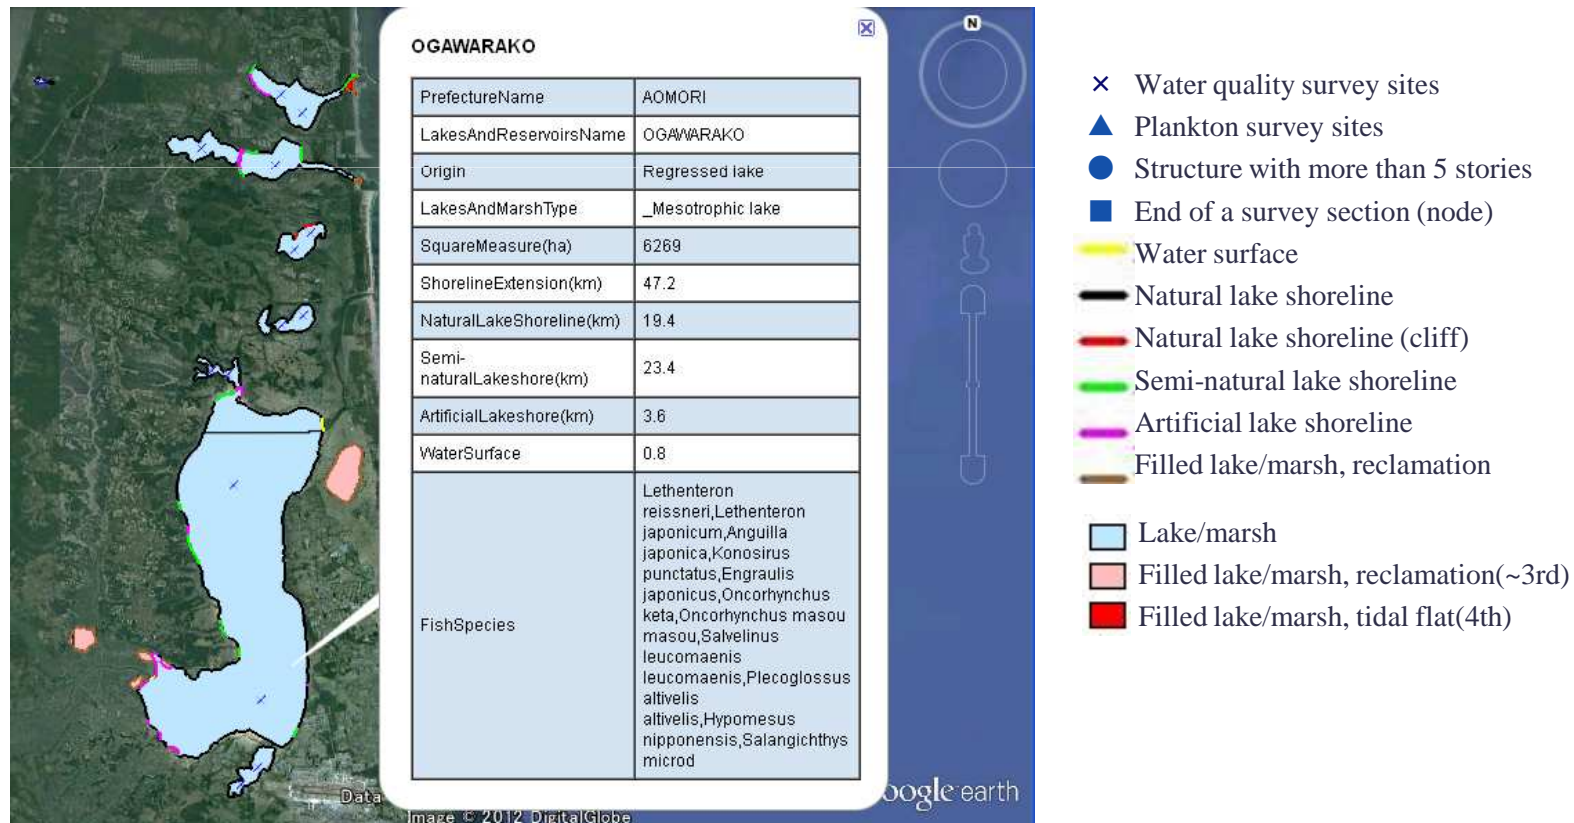 OGAWARAKO
PrefectureName AOMORI
LakesAndReservoirsName OGAWARAKO
Origin Regressed lake
LakesAndMarshType _Mesotrophic lake
SquareMeasure(ha) 6269
ShorelineExtension(km) 47.2
NaturalLakeShoreline(km) 19.4
Semi-
naturalLakeshore(km) 23.4
ArtificialLakeshore(km) 3.6
WaterSurface 0.8
FishSpecies
Lethenteron
reissneri,Lethenteron
japonicum,Anguilla
japonica,Konosirus
punctatus,Engraulis
japonicus,Oncorhynchus
keta,Oncorhynchus masou
masou,Salvelinus
leucomaenis
leucomaenis,Plecoglossus
altivelis
altivelis,Hypomesus
nipponensis,Salangichthys
microd
N
Data
Image © 2012 DigitalGlobe
oogle earth
Water quality survey sites
Plankton survey sites
Structure with more than 5 stories
End of a survey section (node)
Water surface
Natural lake shoreline
Natural lake shoreline (cliff)
Semi-natural lake shoreline
Artificial lake shoreline
Filled lake/marsh, reclamation
Lake/marsh
Filled lake/marsh, reclamation(~3rd)
Filled lake/marsh, tidal flat(4th)